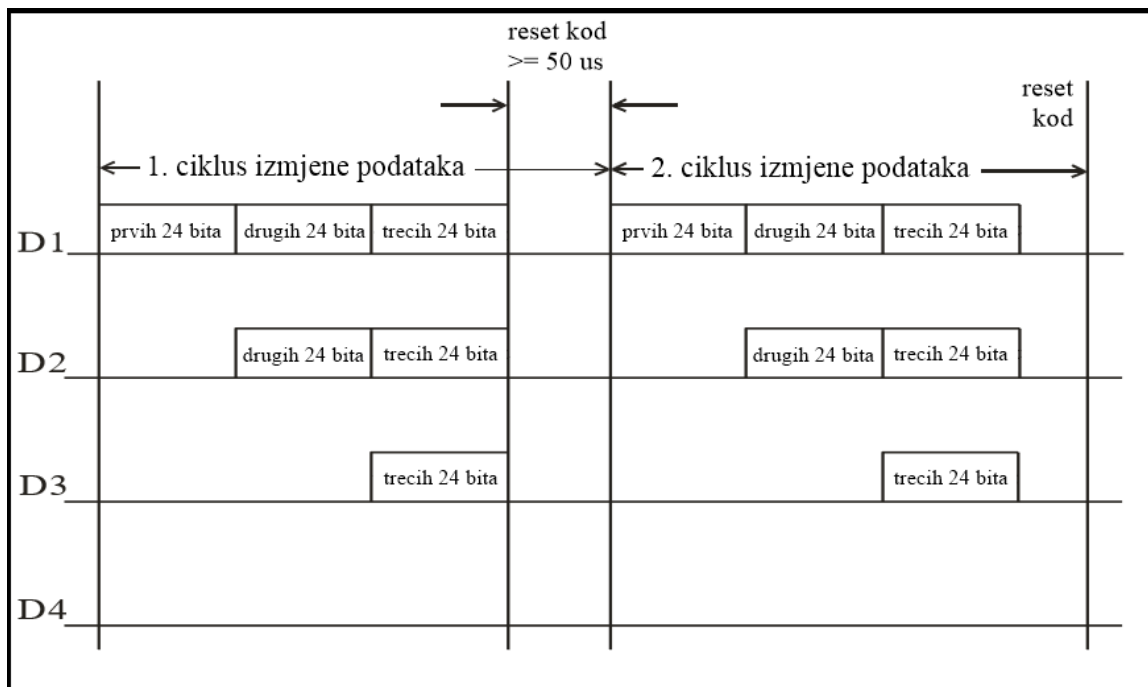 reset kod
>= 50 us
reset
kod
1. ciklus izmjene podataka
2. ciklus izmjene podataka
D1
prvih 24 bita
drugih 24 bita
trecih 24 bita
prvih 24 bita
drugih 24 bita
trecih 24 bita
D2
drugih 24 bita
trecih 24 bita
drugih 24 bita
trecih 24 bita
D3
trecih 24 bita
trecih 24 bita
D4